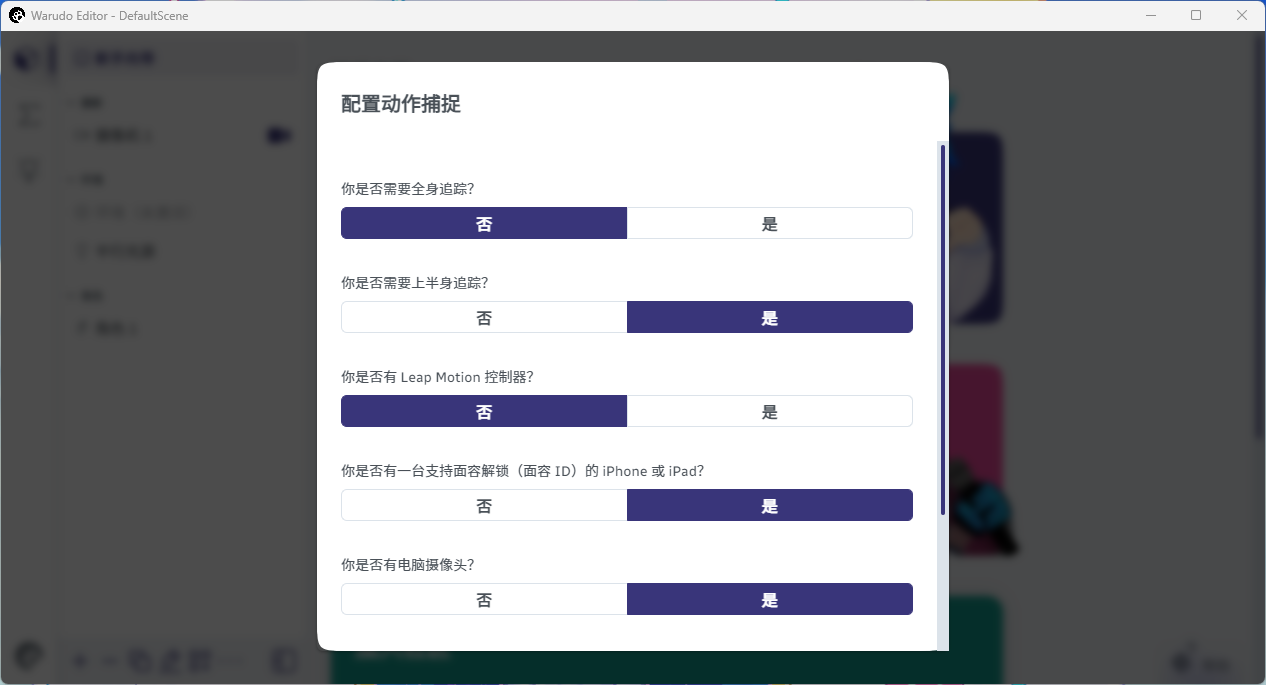 Warudo Editor - DefaultScene
配置动作捕捉
你是否需要全身追踪？
否 是
你是否需要上半身追踪？
否 是
你是否有 Leap Motion 控制器？
否 是
你是否有一台支持面容解锁（面容 ID）的 iPhone 或 iPad？
否 是
你是否有电脑摄像头？
否 是